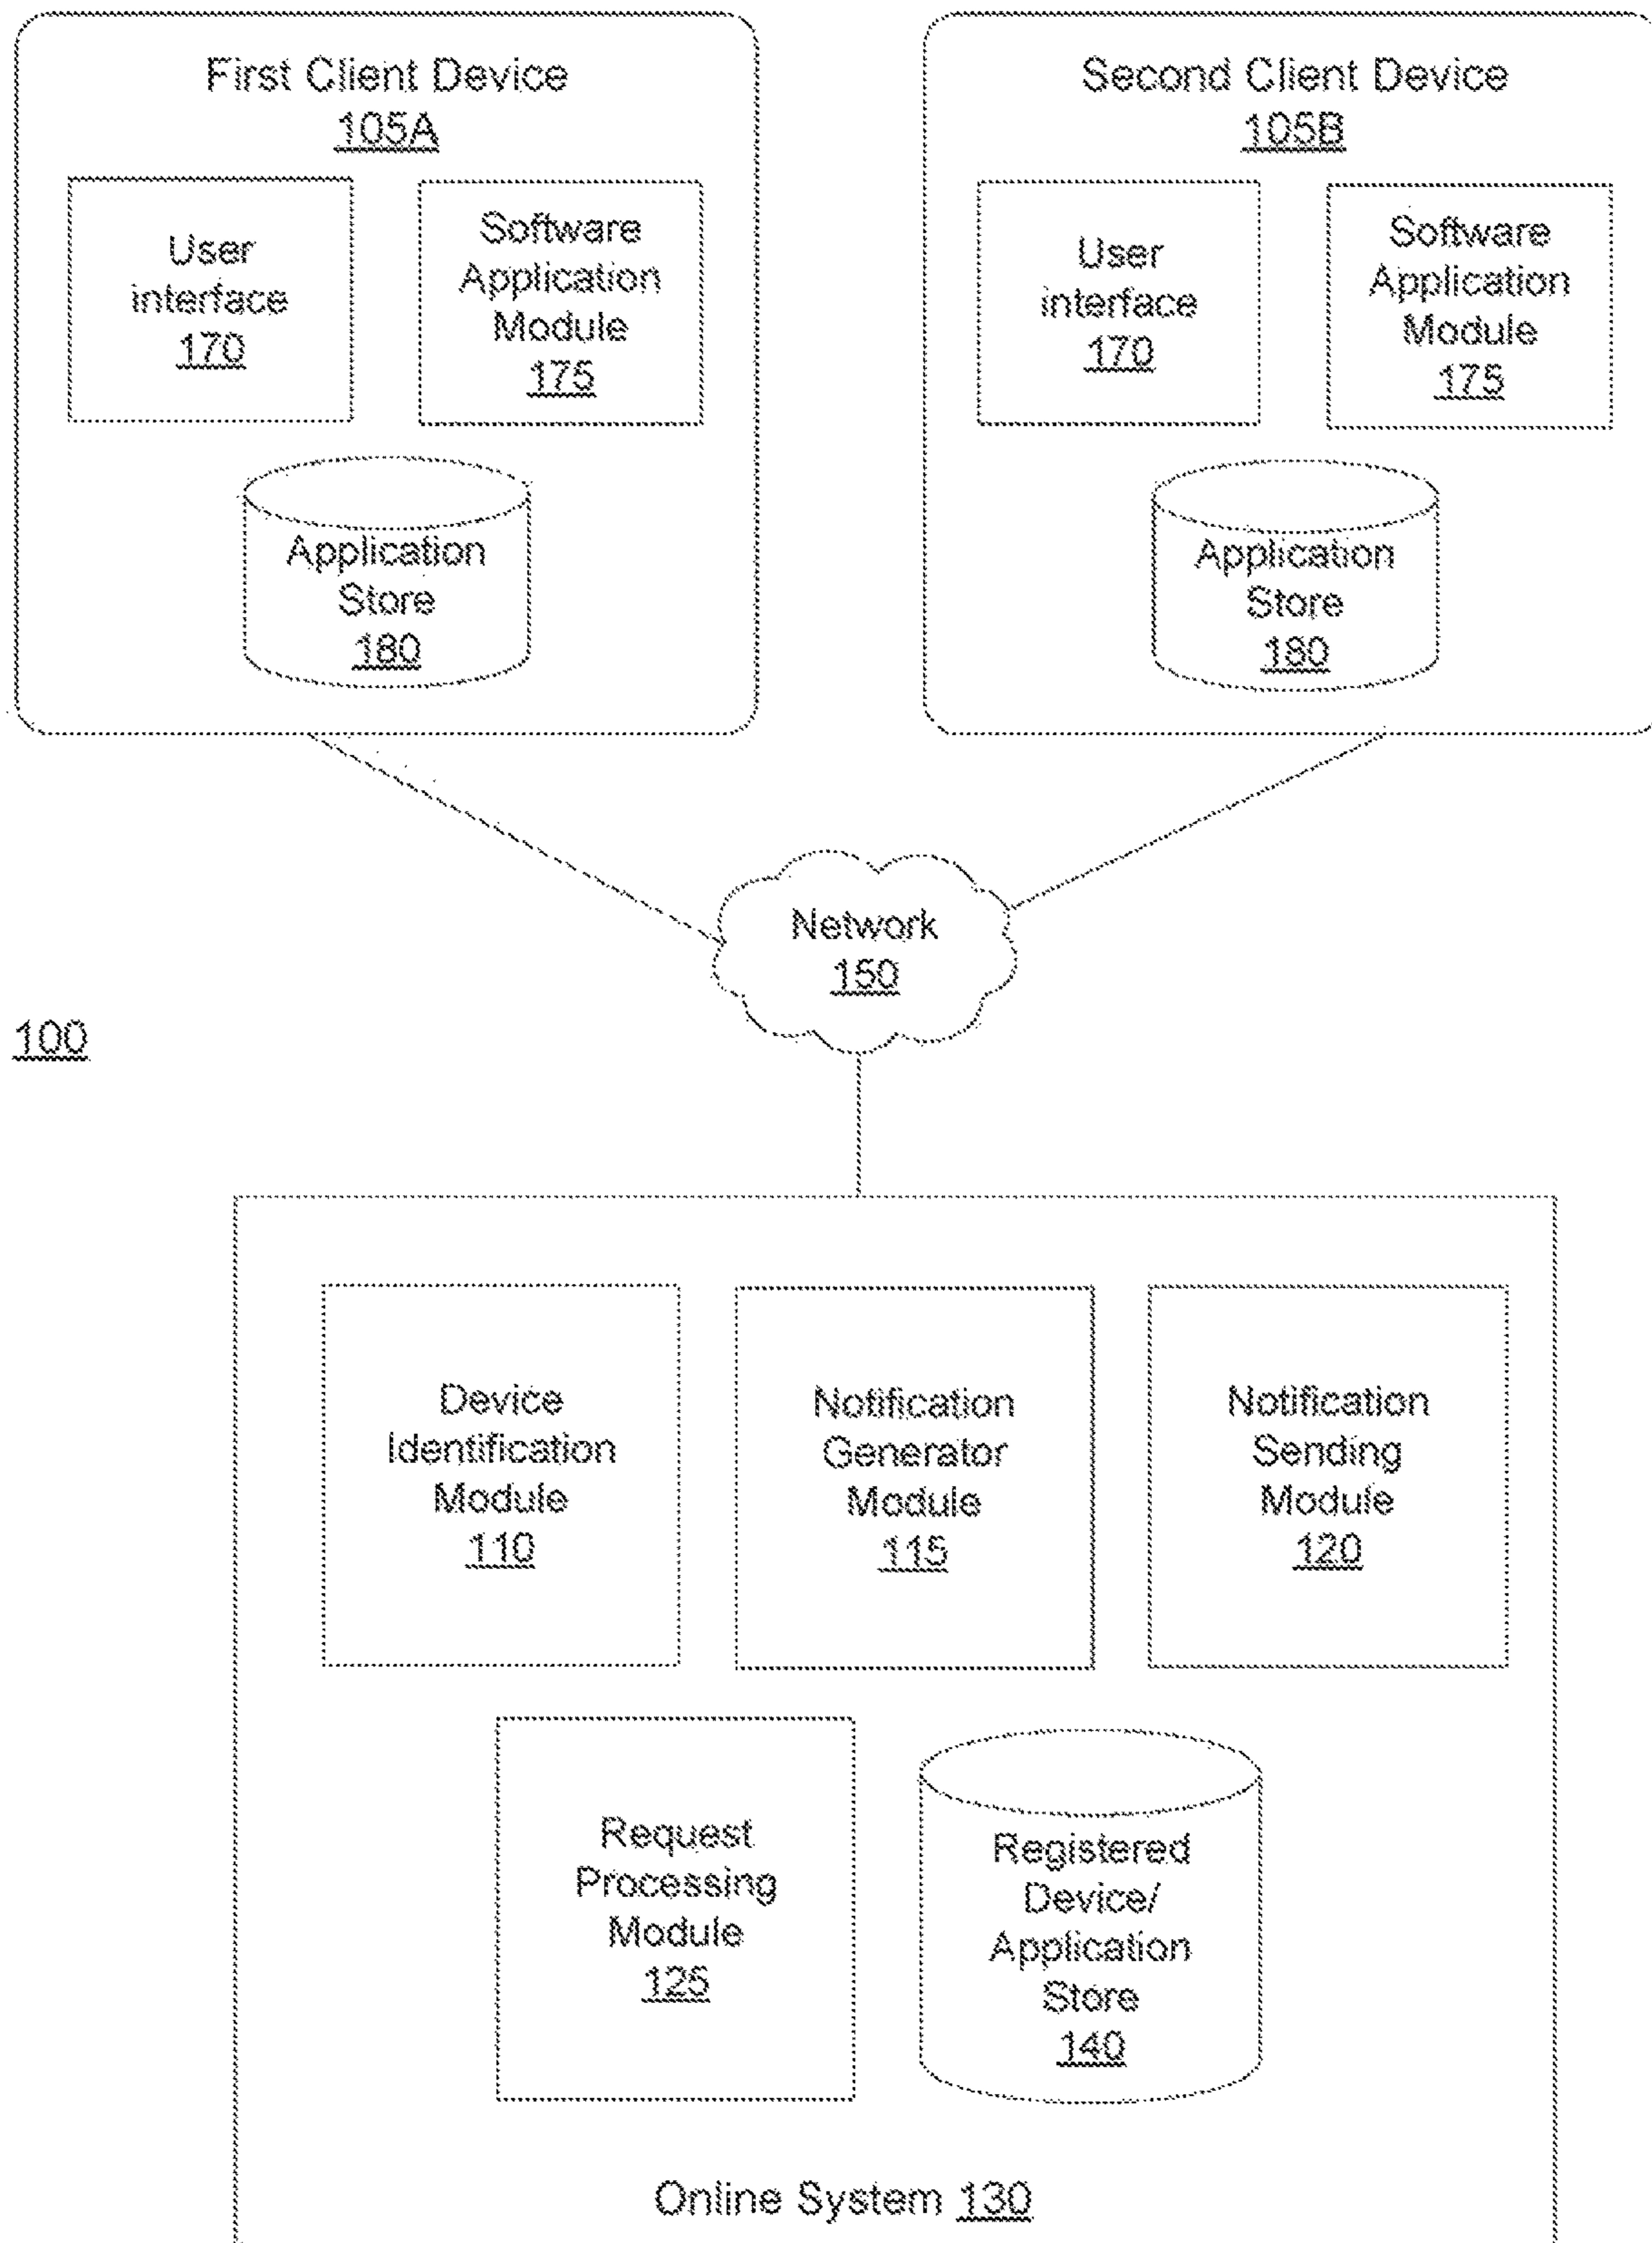 First Client Device
105A
User
interface
170
Software
Application
Module
175
Application
Store
180
Second Client Device
105B
User
interface
170
Software
Application
Module
175
Application
Store
180
Network
150
100
Device
Identification
Module
110
Notification
Generator
Module
115
Notification
Sending
Module
120
Request
Processing
Module
125
Registered
Device/
Application
Store
140
Online System 130